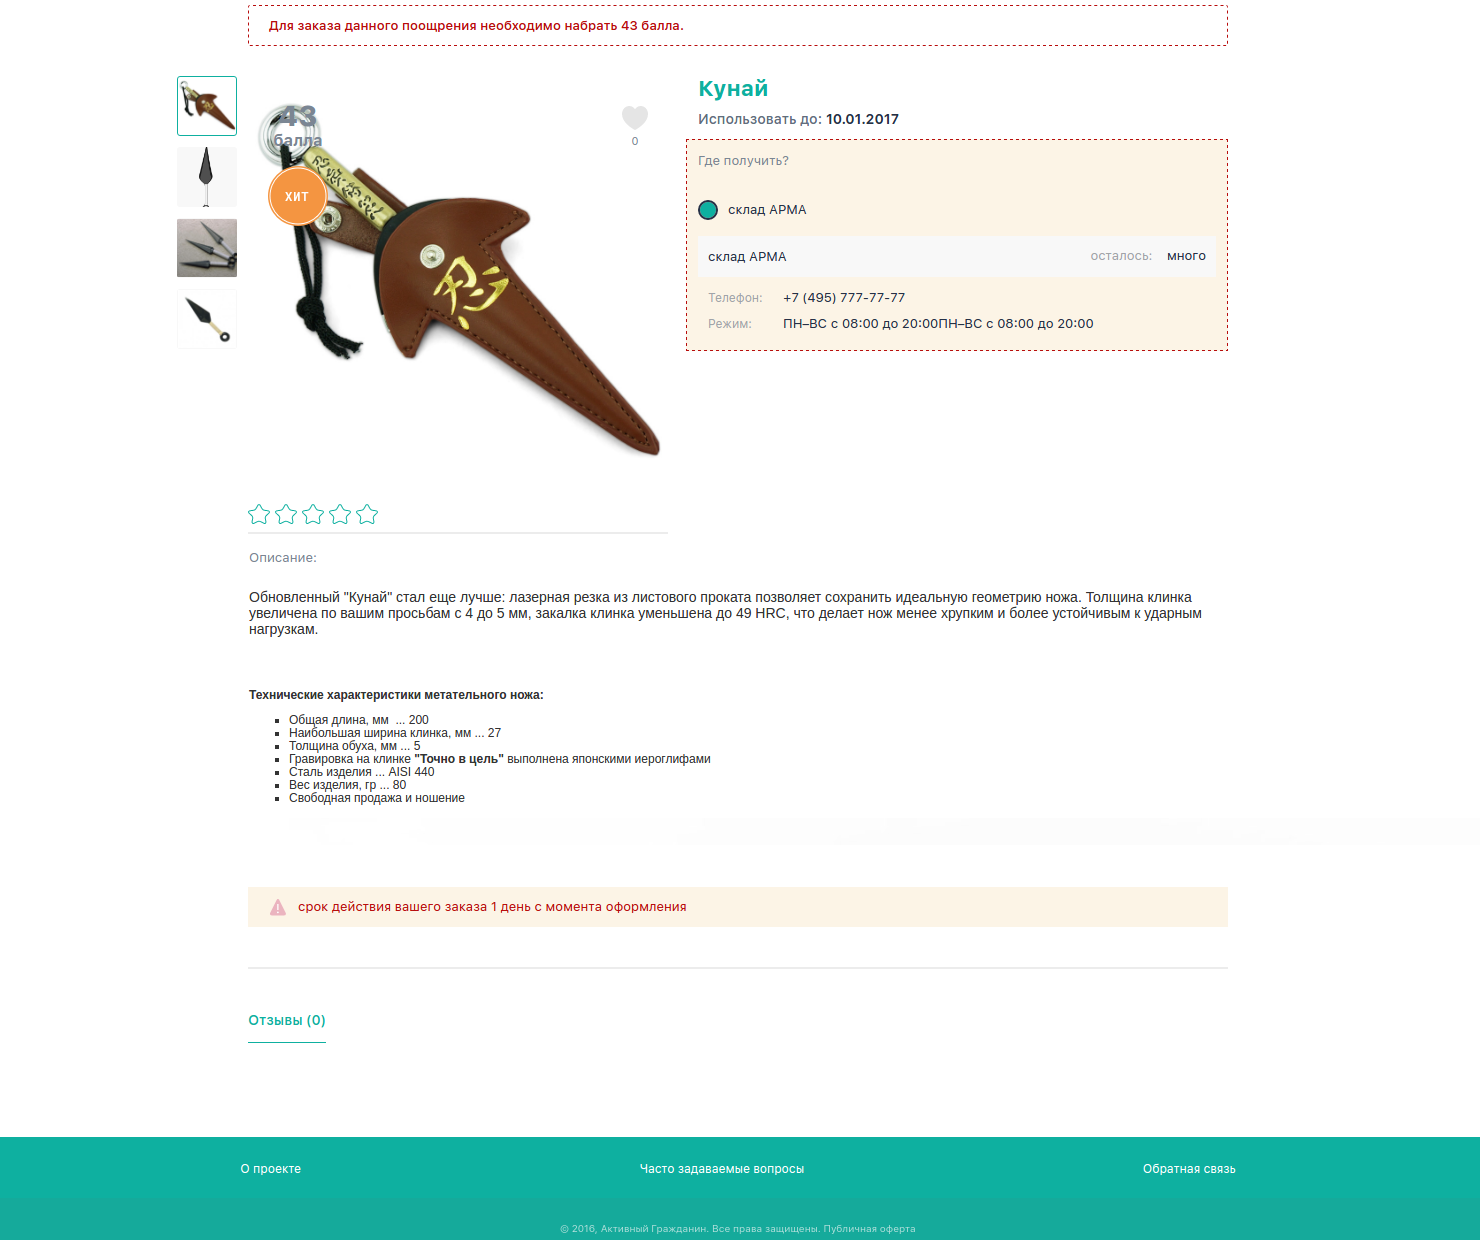 Для заказа данного поощрения необходимо набрать 43 балла.
43
балла
ХИТ
0
Кунай
Использовать до: 10.01.2017
Где получить?
склад АРМА
склад АРМА осталось: много
Телефон: +7 (495) 777-77-77
Режим: ПН–ВС с 08:00 до 20:00ПН–ВС с 08:00 до 20:00
Описание:
Обновленный "Кунай" стал еще лучше: лазерная резка из листового проката позволяет сохранить идеальную геометрию ножа. Толщина клинка
увеличена по вашим просьбам с 4 до 5 мм, закалка клинка уменьшена до 49 HRC, что делает нож менее хрупким и более устойчивым к ударным
нагрузкам.
Технические характеристики метательного ножа:
Общая длина, мм ... 200
Наибольшая ширина клинка, мм ... 27
Толщина обуха, мм ... 5
Гравировка на клинке "Точно в цель" выполнена японскими иероглифами
Сталь изделия ... AISI 440
Вес изделия, гр ... 80
Свободная продажа и ношение
срок действия вашего заказа 1 день с момента оформления
Отзывы (0)
О проекте Часто задаваемые вопросы Обратная связь
© 2016, Активный Гражданин. Все права защищены. Публичная оферта